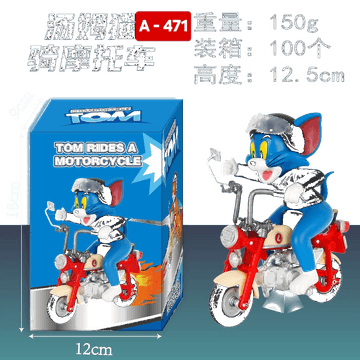 汤姆猫
骑摩托车
A - 471
重量：150g
装箱：100个
高度：12.5cm
TOM
TOM RIIDES A
MOTORCYCLE
12cm